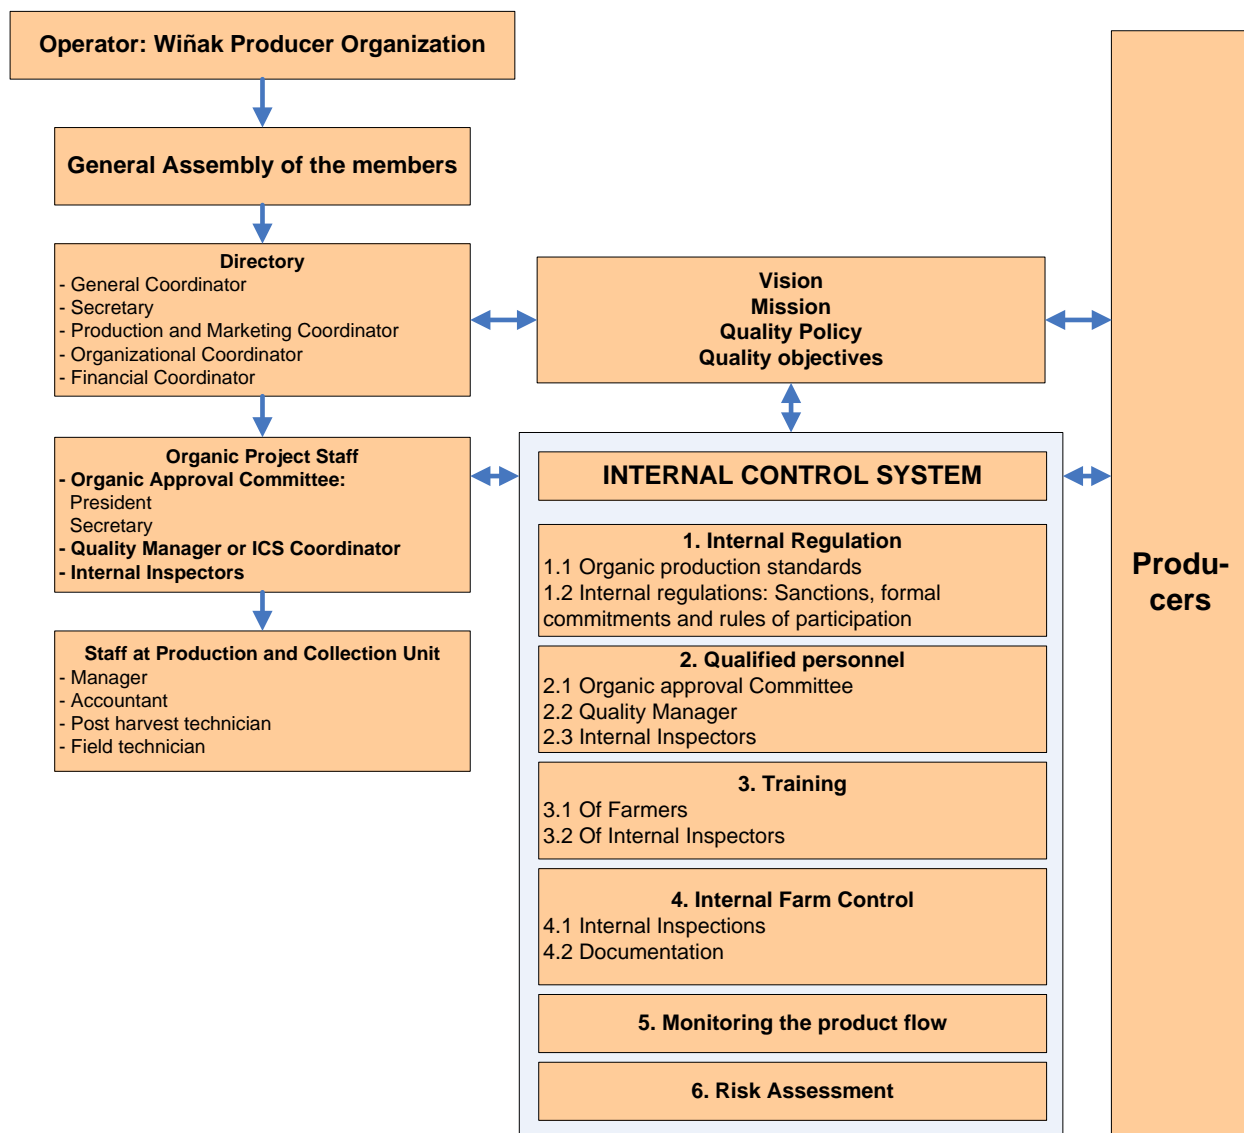 Operator: Wiñak Producer Organization
General Assembly of the members
Directory
- General Coordinator
- Secretary
- Production and Marketing Coordinator
- Organizational Coordinator
- Financial Coordinator
Organic Project Staff
- Organic Approval Committee:
President
Secretary
- Quality Manager or ICS Coordinator
- Internal Inspectors
Staff at Production and Collection Unit
- Manager
- Accountant
- Post harvest technician
- Field technician
Vision
Mission
Quality Policy
Quality objectives
INTERNAL CONTROL SYSTEM
1. Internal Regulation
1.1 Organic production standards
1.2 Internal regulations: Sanctions, formal
commitments and rules of participation
2. Qualified personnel
2.1 Organic approval Committee
2.2 Quality Manager
2.3 Internal Inspectors
3. Training
3.1 Of Farmers
3.2 Of Internal Inspectors
4. Internal Farm Control
4.1 Internal Inspections
4.2 Documentation
5. Monitoring the product flow
6. Risk Assessment
Produ-
cers